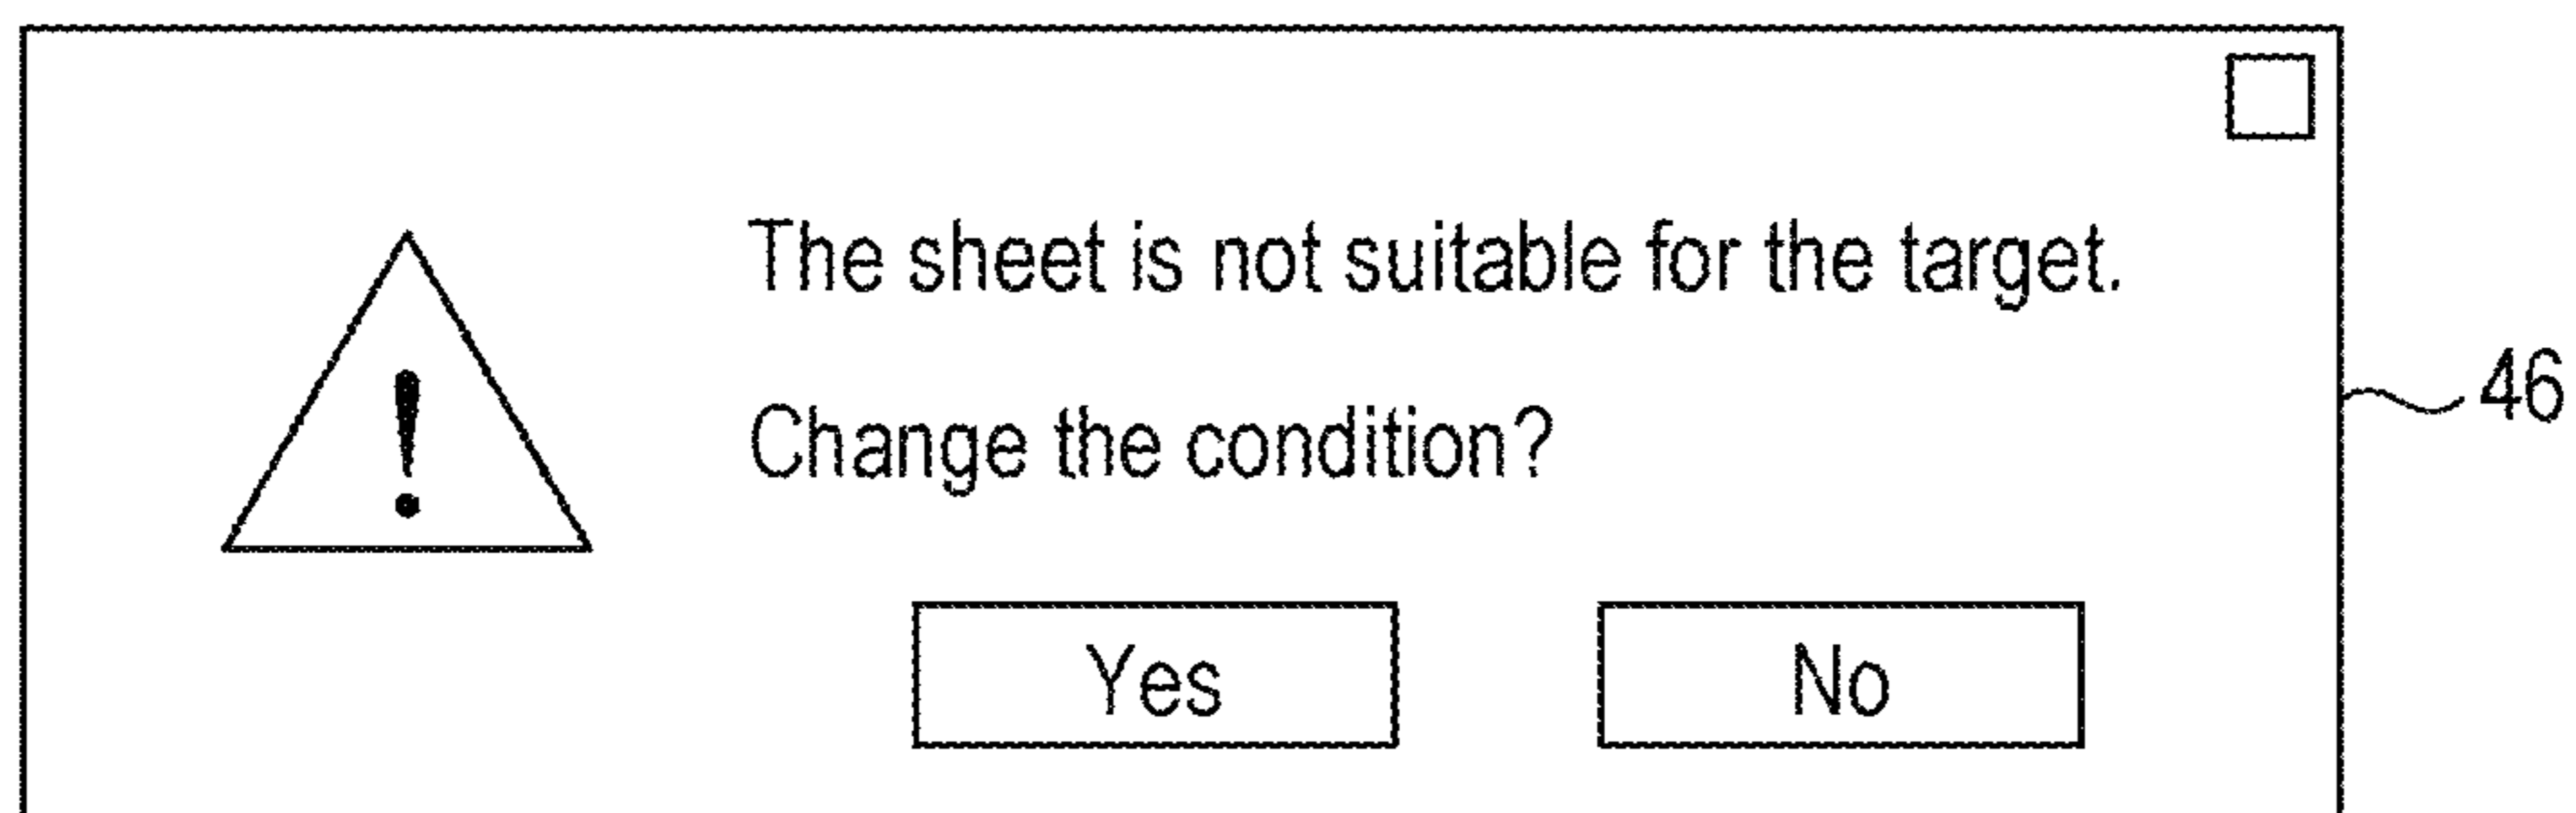 The sheet is not suitable for the target.
Change the condition?
46
Yes No